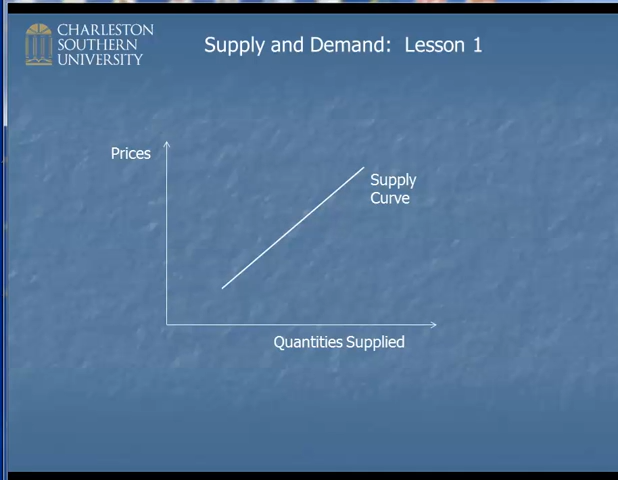 CHARLESTON
SOUTHERN
UNIVERSITY
Supply and Demand: Lesson 1
Prices
Supply
Curve
Quantities Supplied